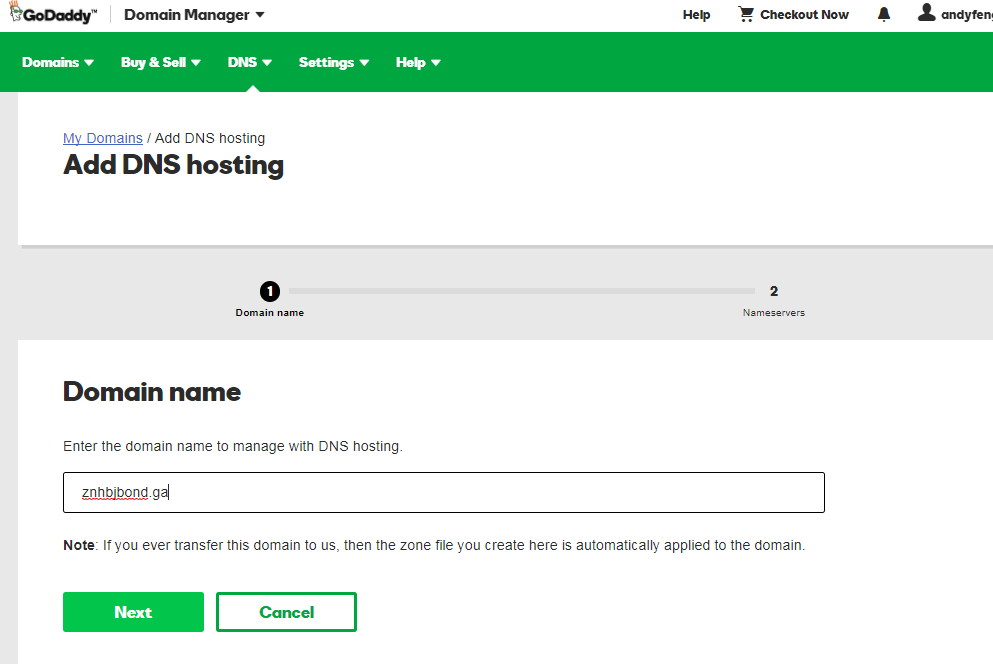 GoDaddy™ Domain Manager Help Checkout Now andyfeng
Domains Buy & Sell DNS Settings Help
My Domains / Add DNS hosting
Add DNS hosting
1 2
Domain name Nameservers
Domain name
Enter the domain name to manage with DNS hosting.
znhbjbond.ga
Note: If you ever transfer this domain to us, then the zone file you create here is automatically applied to the domain.
Next Cancel